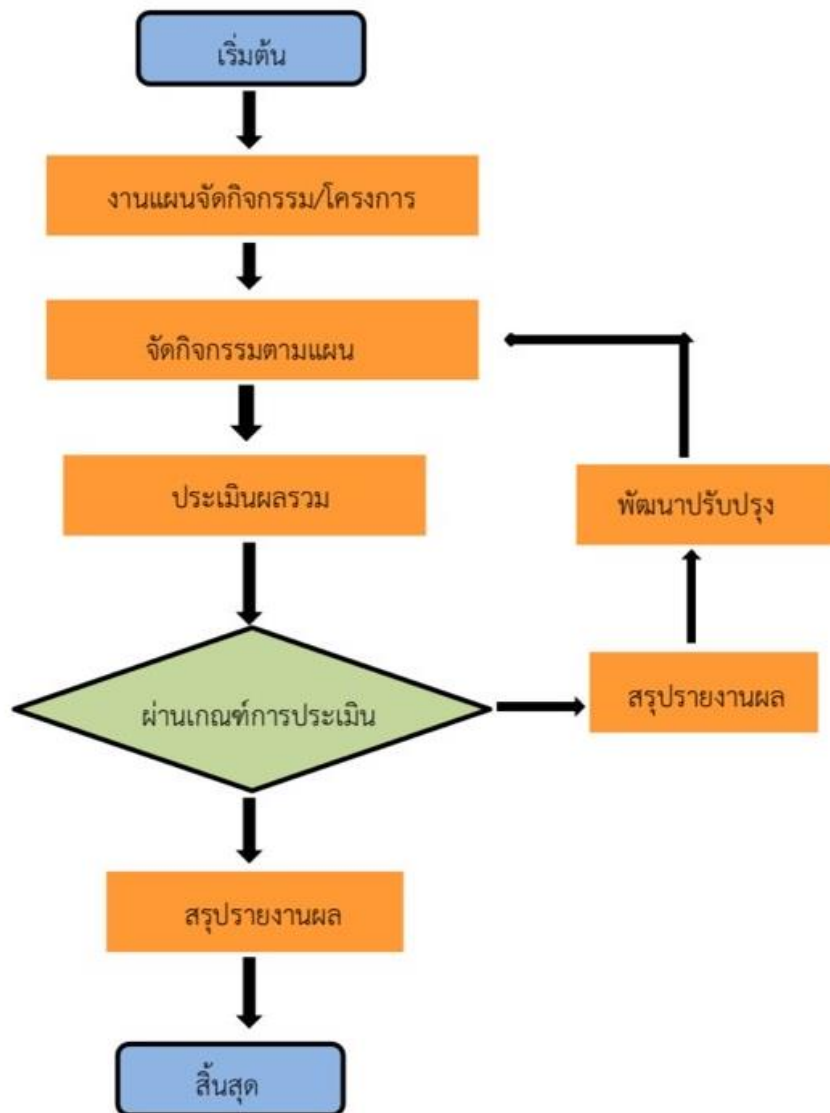 เริ่มต้น
งานแผนจัดกิจกรรม/โครงการ
จัดกิจกรรมตามแผน
ประเมินผลรวม
พัฒนาปรับปรุง
ผ่านเกณฑ์การประเมิน
สรุปรายงานผล
สรุปรายงานผล
สิ้นสุด